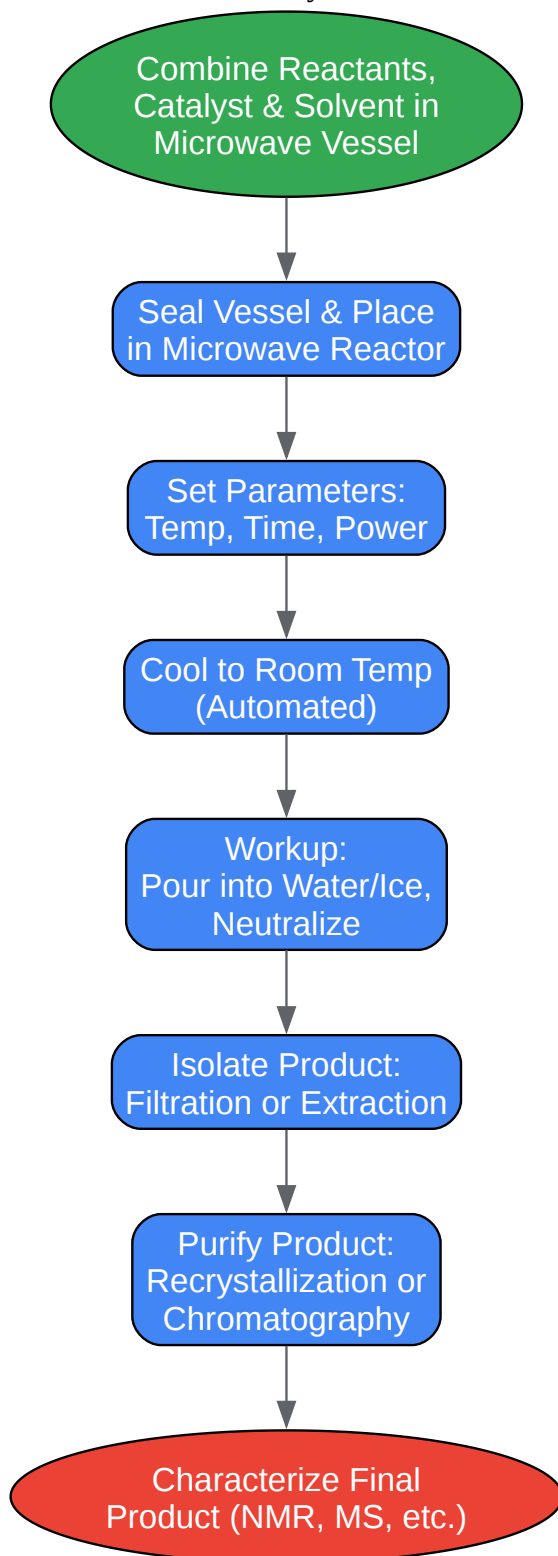 Combine Reactants,
Catalyst & Solvent in
Microwave Vessel
Seal Vessel & Place
in Microwave Reactor
Set Parameters:
Temp, Time, Power
Cool to Room Temp
(Automated)
Workup:
Pour into Water/Ice,
Neutralize
Isolate Product:
Filtration or Extraction
Purify Product:
Recrystallization or
Chromatography
Characterize Final
Product (NMR, MS, etc.)